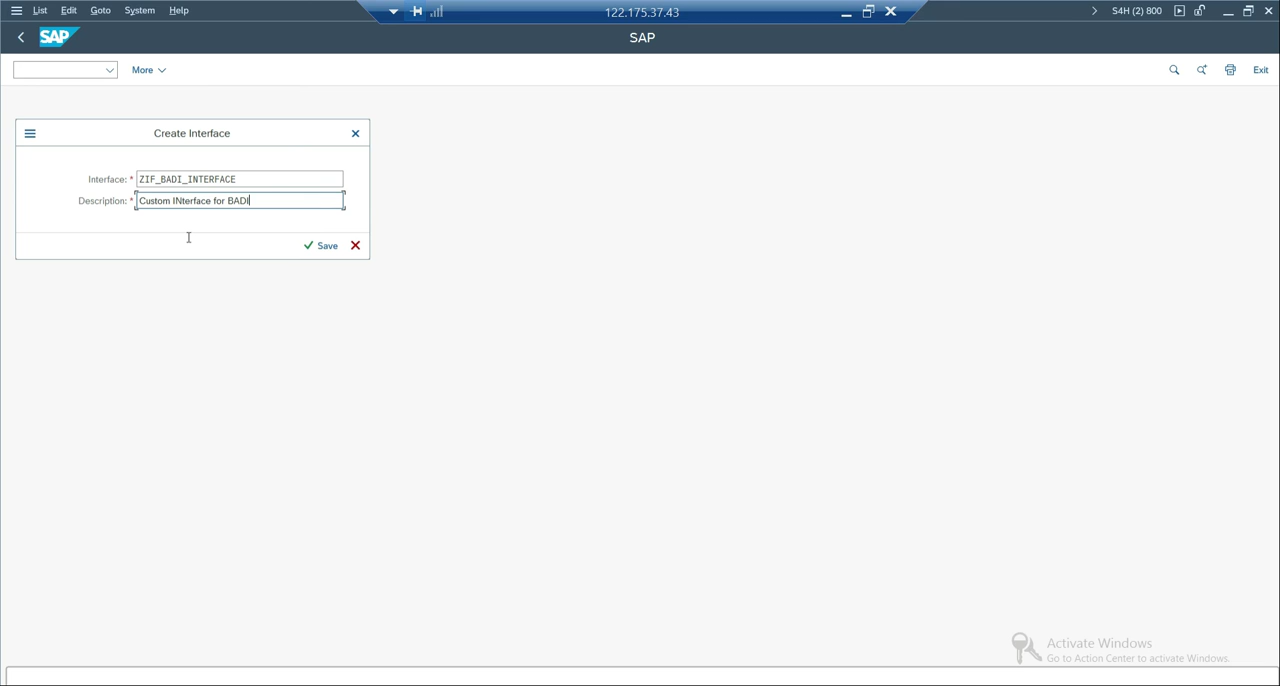 List Edit Goto System Help
122.175.37.43
S4H (2) 800
SAP
SAP
More
Exit
Create Interface
Interface: * ZIF_BADI_INTERFACE
Description: * Custom INterface for BADI
Save
Activate Windows
Go to Action Center to activate Windows.